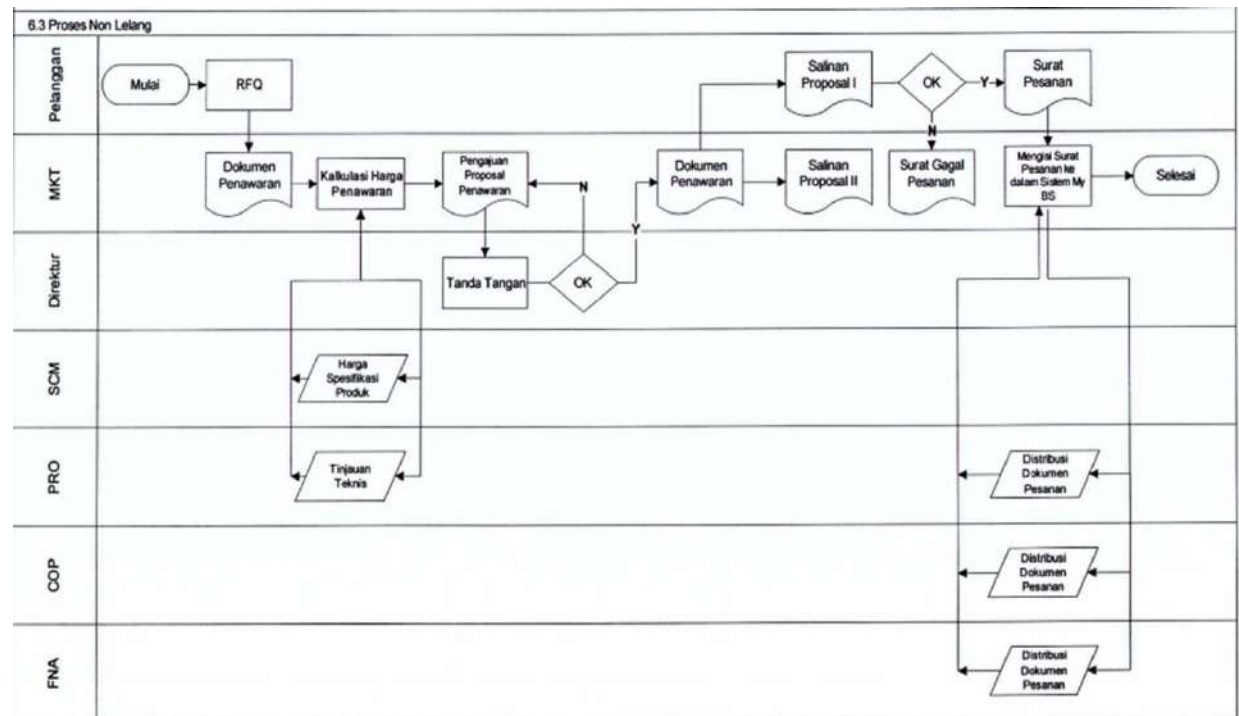 6.3 Proses Non Lelang
Pelanggan
Mulai
RFQ
Salinan
Proposal I
OK
Y
Surat
Pesanan
N
MKT
Dokumen
Penawaran
Kalkulasi Harga
Penawaran
Pengajuan
Proposal
Penawaran
N
Dokumen
Penawaran
Salinan
Proposal II
Surat Gagal
Pesanan
Mengisi Surat
Pesanan ke
dalam Sistem My
BS
Selesai
Y
Direktur
Tanda Tangan
OK
SCM
Harga
Spesifikasi
Produk
PRO
Tinjauan
Teknis
Distribusi
Dokumen
Pesanan
COP
Distribusi
Dokumen
Pesanan
FNA
Distribusi
Dokumen
Pesanan